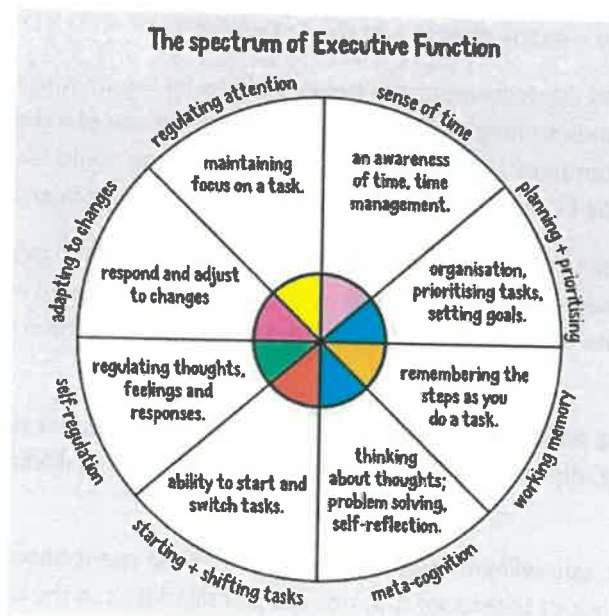 The spectrum of Executive Function
sense of time
an awareness
of time, time
management.
planning + prioritising
organisation,
prioritising tasks,
setting goals.
working memory
remembering the
steps as you
do a task.
meta-cognition
thinking
about thoughts;
problem solving,
self-reflection.
starting + shifting tasks
ability to start and
switch tasks.
self-regulation
regulating thoughts,
feelings and
responses.
adapting to changes
respond and adjust
to changes
regulating attention
maintaining
focus on a task.